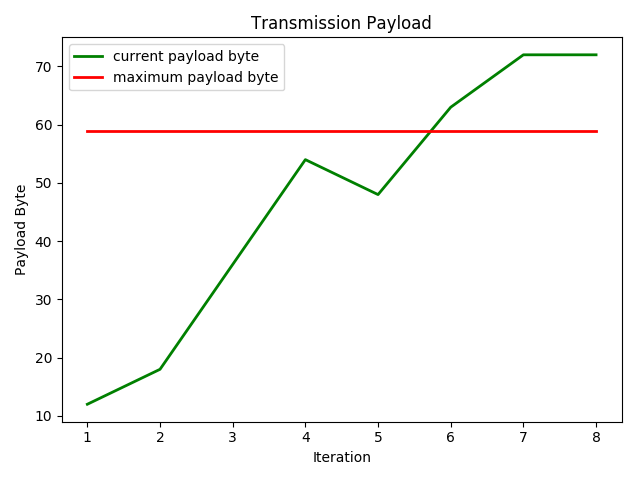 Transmission Payload
current payload byte
maximum payload byte
Payload Byte
70
60
50
40
30
20
10
1 2 3 4 5 6 7 8
Iteration